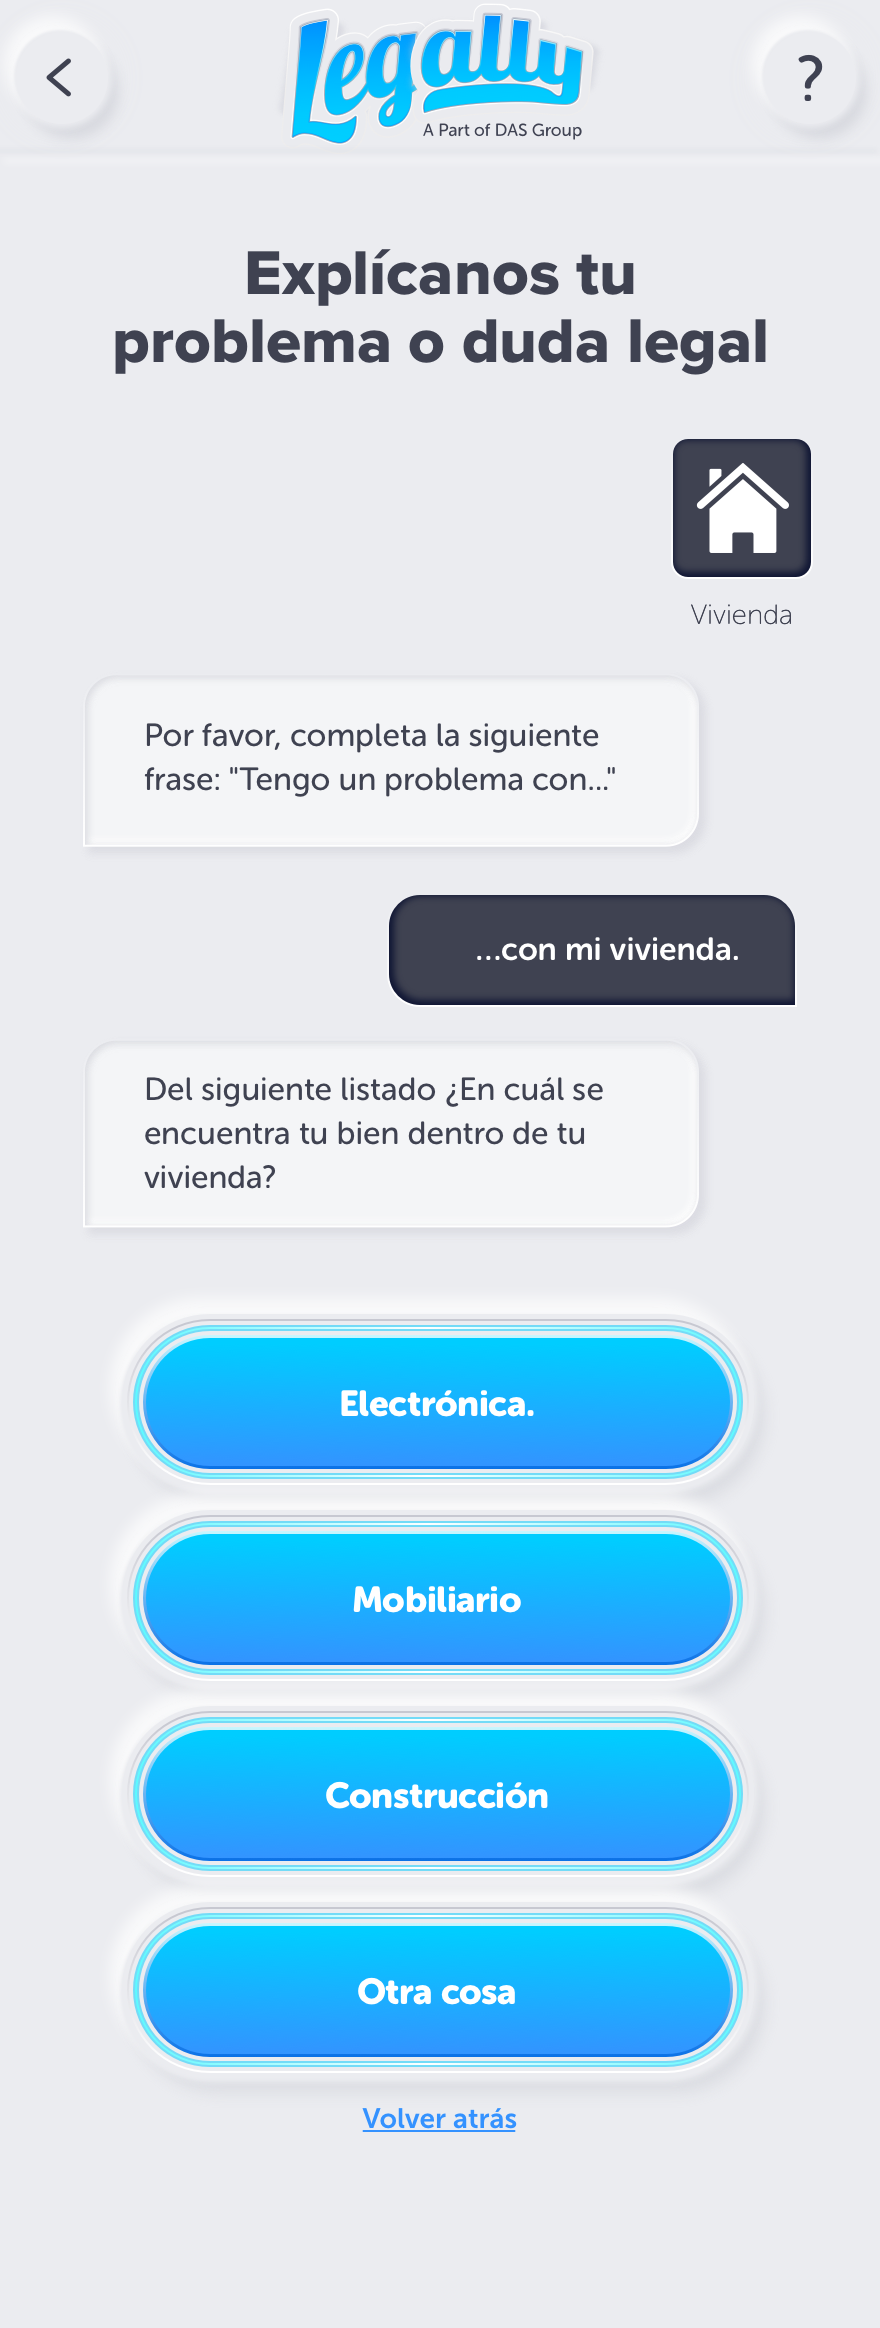 Legally
A Part of DAS Group
?
Explícanos tu
problema o duda legal
Vivienda
Por favor, completa la siguiente
frase: "Tengo un problema con..."
...con mi vivienda.
Del siguiente listado ¿En cuál se
encuentra tu bien dentro de tu
vivienda?
Electrónica.
Mobiliario
Construcción
Otra cosa
Volver atrás